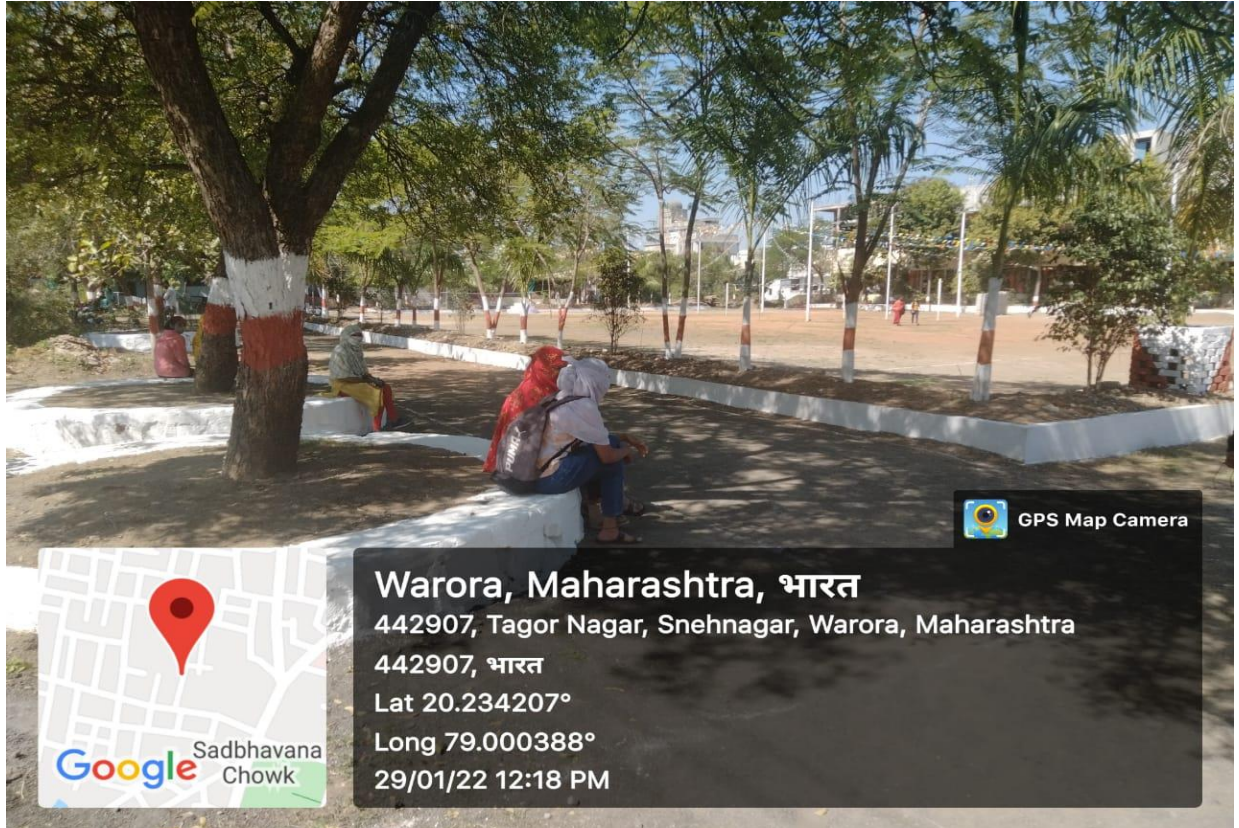 PUMA
GPS Map Camera
Warora, Maharashtra, भारत
442907, Tagor Nagar, Snehnagar, Warora, Maharashtra
442907, भारत
Lat 20.234207°
Long 79.000388°
29/01/22 12:18 PM
Sadbhavana
Chowk
Google